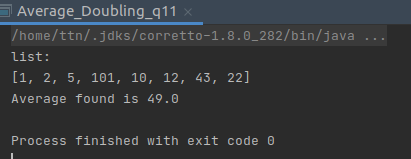 Average_Doubling_q11
/home/ttn/.jdks/corretto-1.8.0_282/bin/java ...
list:
[1, 2, 5, 101, 10, 12, 43, 22]
Average found is 49.0
Process finished with exit code 0